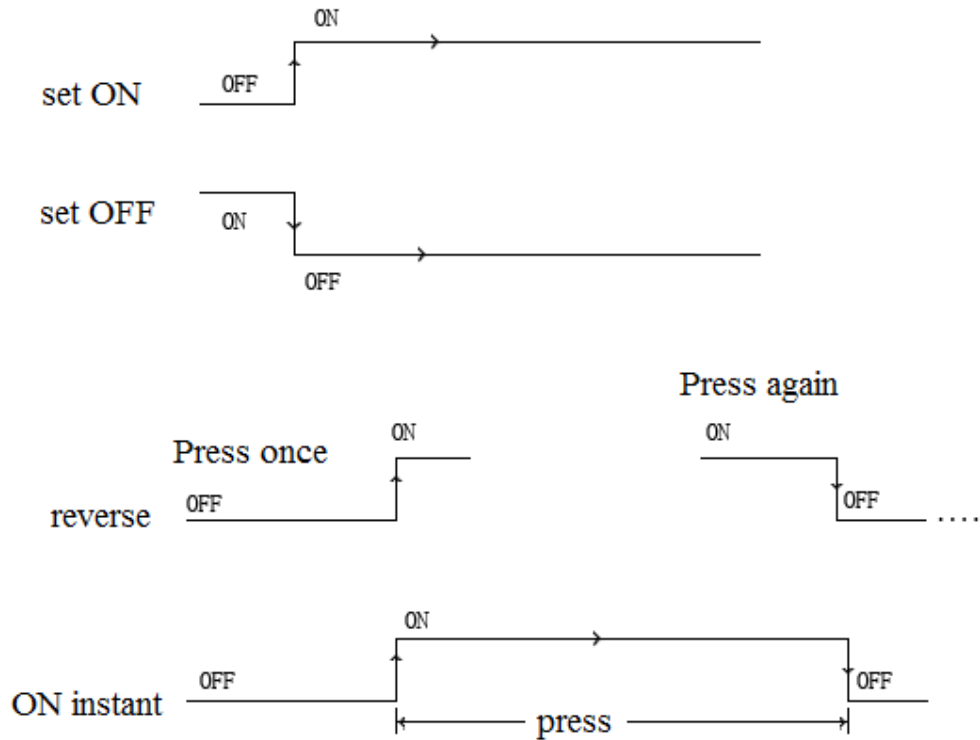 ON
OFF
set ON
set OFF
ON
OFF
Press again
Press once
ON
ON
OFF
OFF
reverse
....
ON
OFF
OFF
ON instant
press